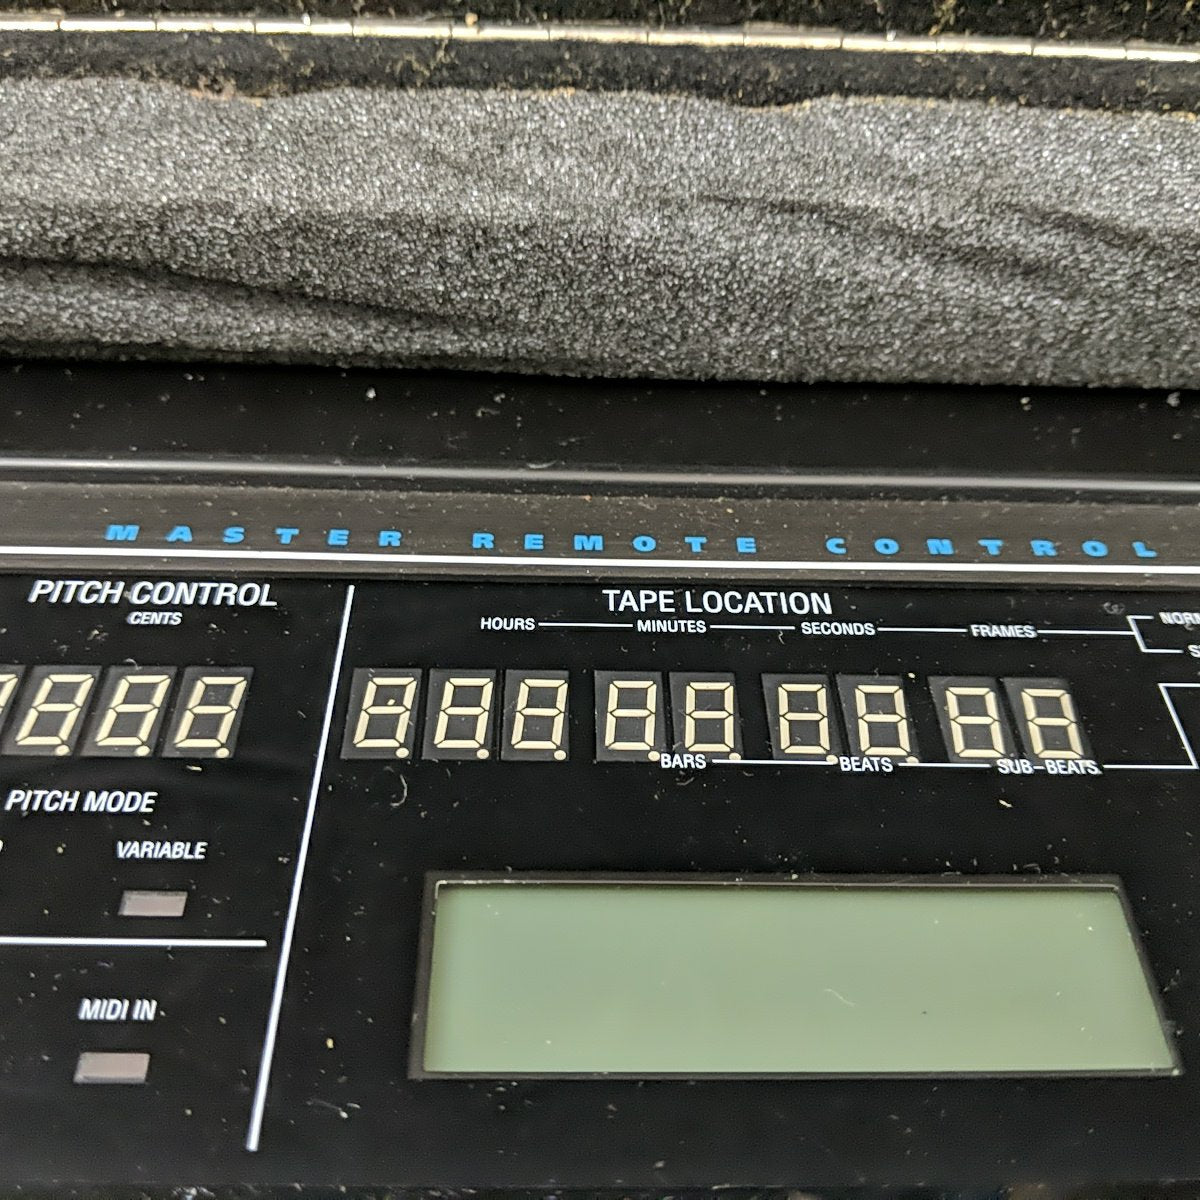 MASTER REMOTE CONTROL
PITCH CONTROL
CENTS
TAPE LOCATION
HOURS MINUTES SECONDS FRAMES
BARS BEATS SUB-BEATS
PITCH MODE
VARIABLE
MIDI IN